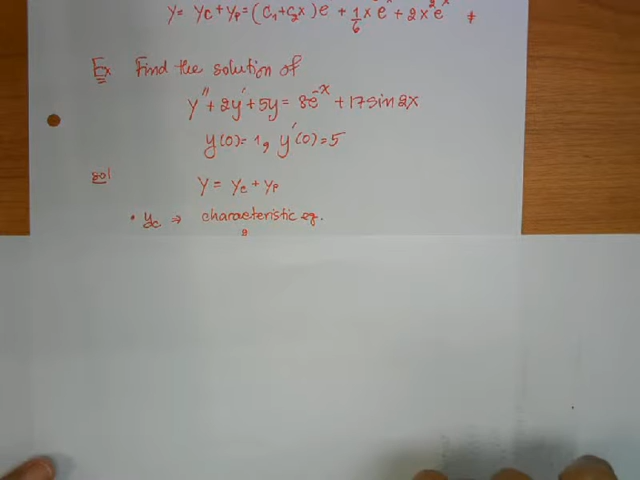 y = yc + yp = (C1 + C2x) e + 1/6 x e^x + 2x^2 e^x #
Ex Find the solution of
y'' + 2y' + 5y = 8e^-x + 17 sin 2x
y(0) = 1, y'(0) = 5
sol y = yc + yp
• yc ⇒ characteristic eq.